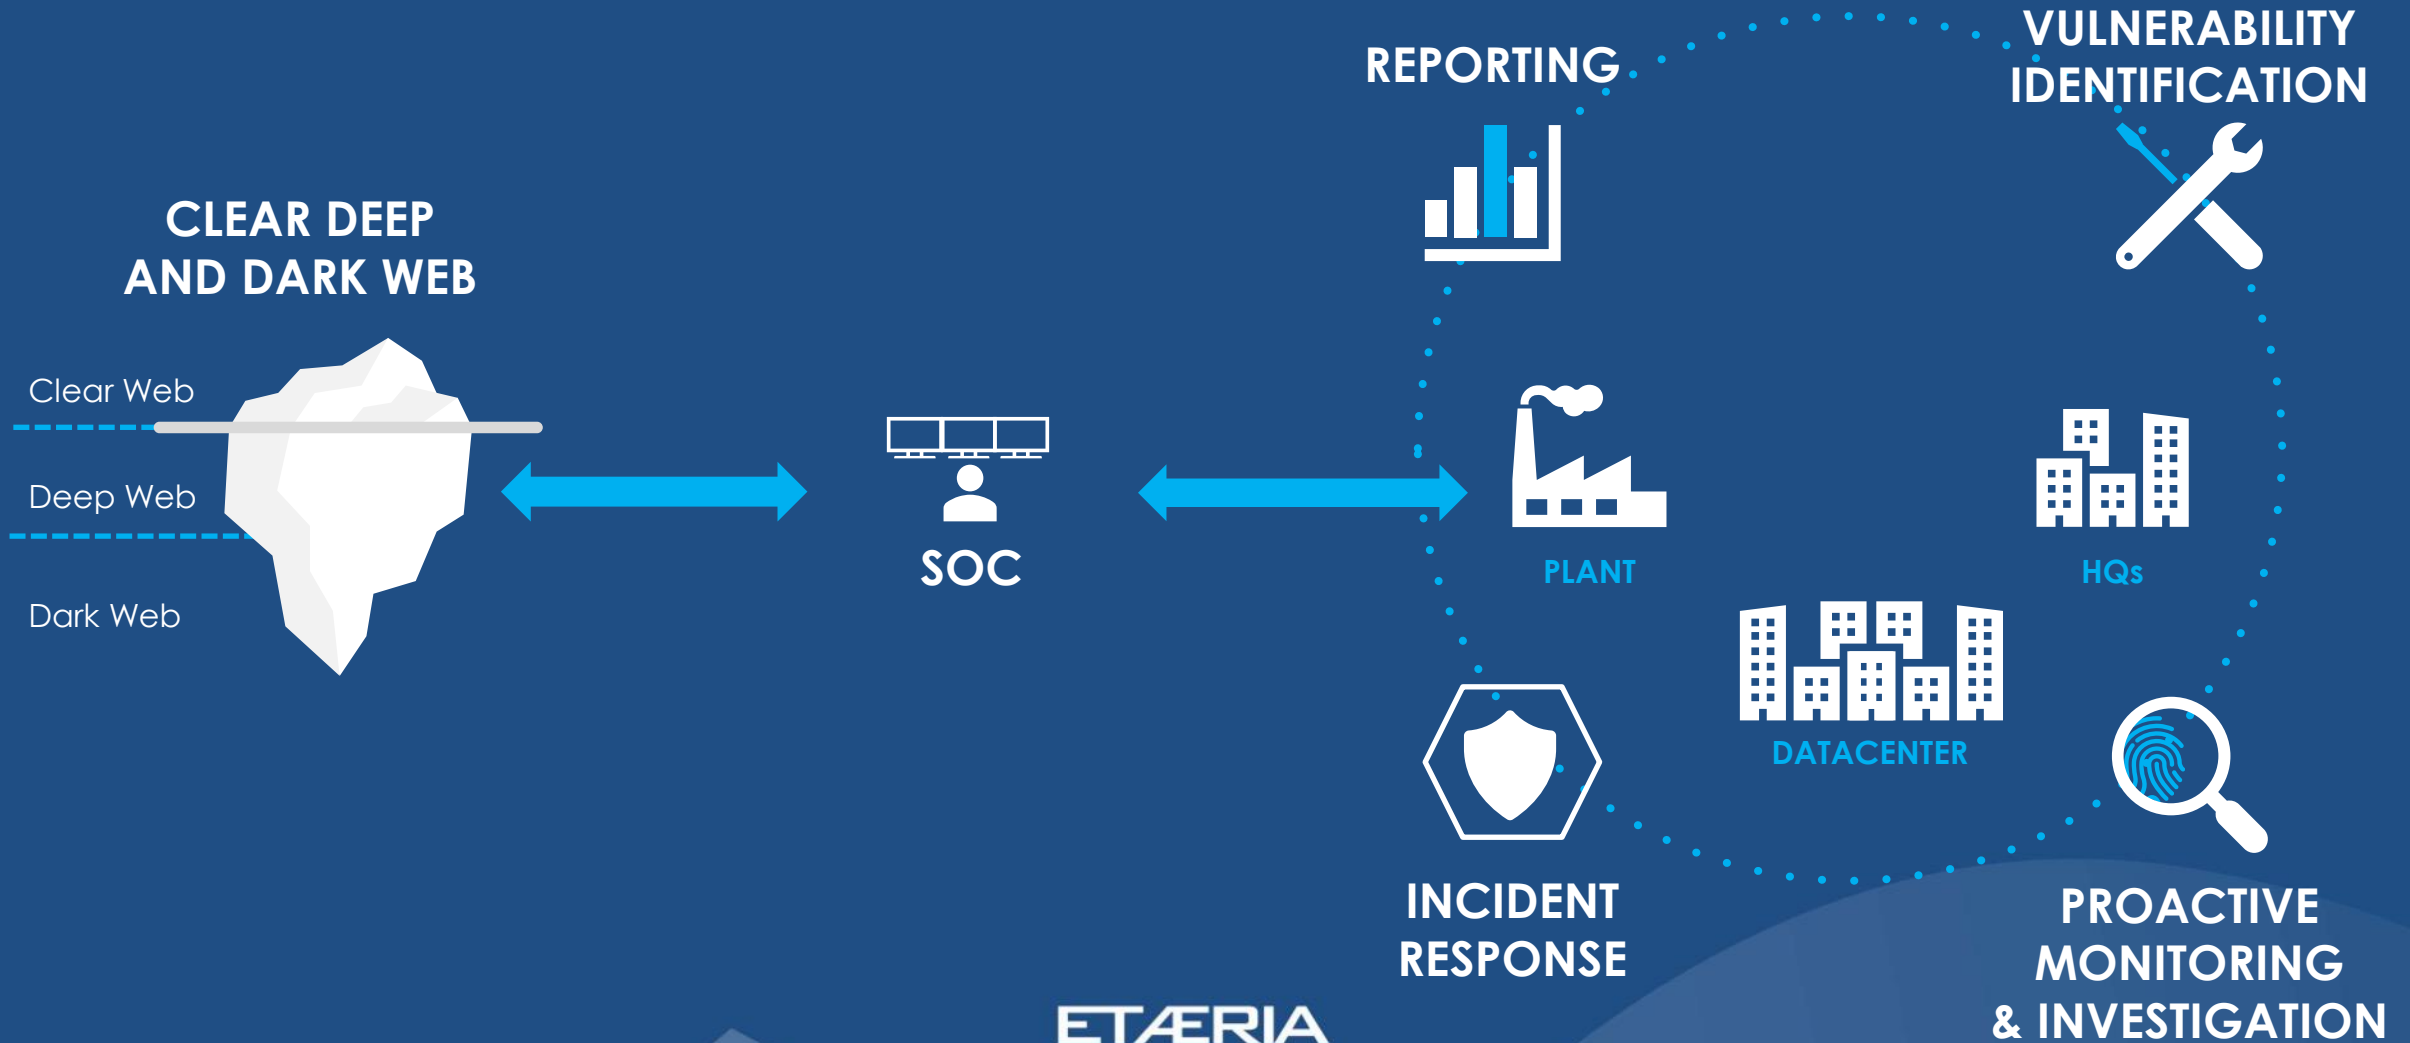 CLEAR DEEP
AND DARK WEB
Clear Web
Deep Web
Dark Web
SOC
REPORTING
VULNERABILITY
IDENTIFICATION
PLANT
HQs
DATACENTER
INCIDENT
RESPONSE
PROACTIVE
MONITORING
& INVESTIGATION
ETÆRIA